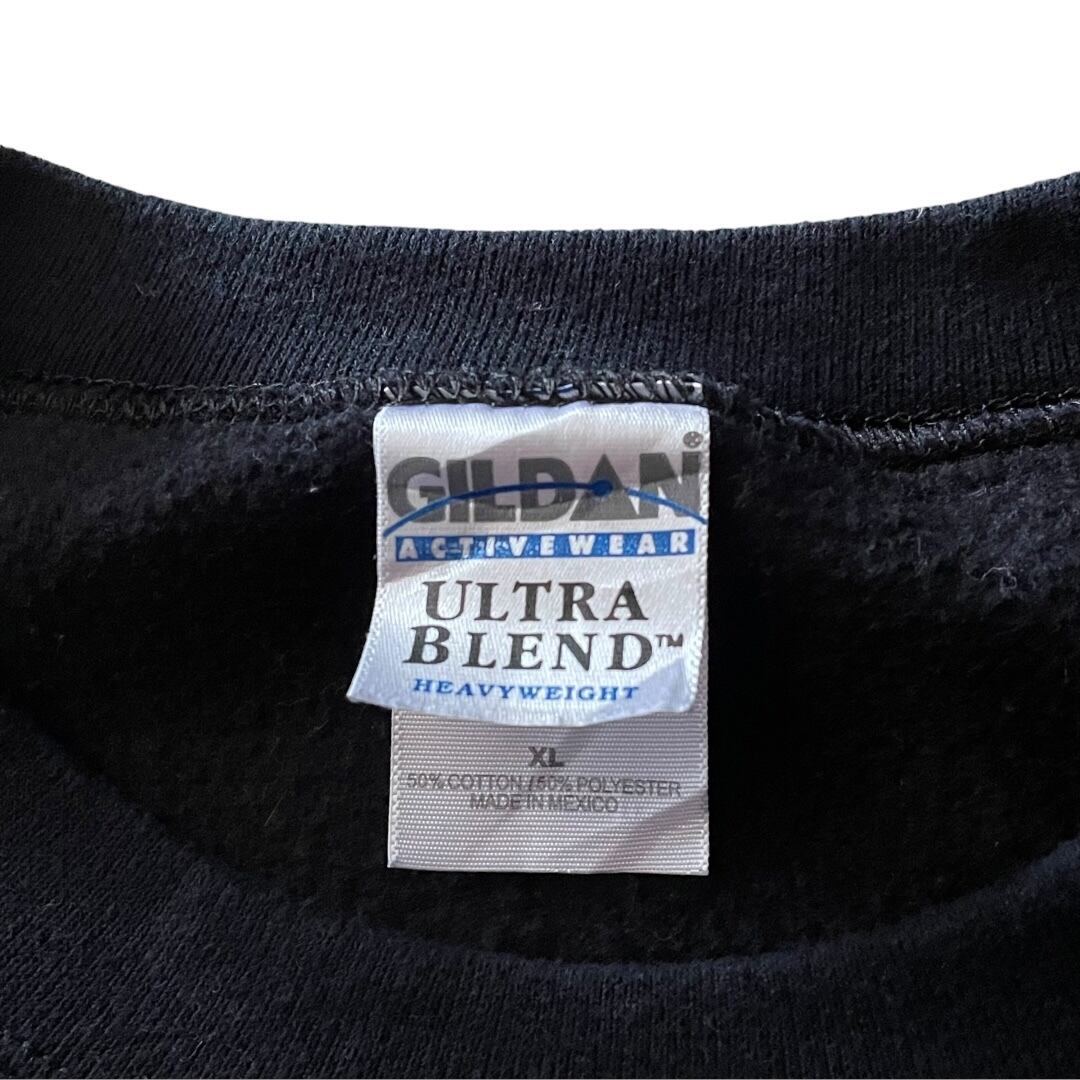 GILDAN®
ACTIVEWEAR
ULTRA
BLEND™
HEAVYWEIGHT
XL
50% COTTON / 50% POLYESTER
MADE IN MEXICO